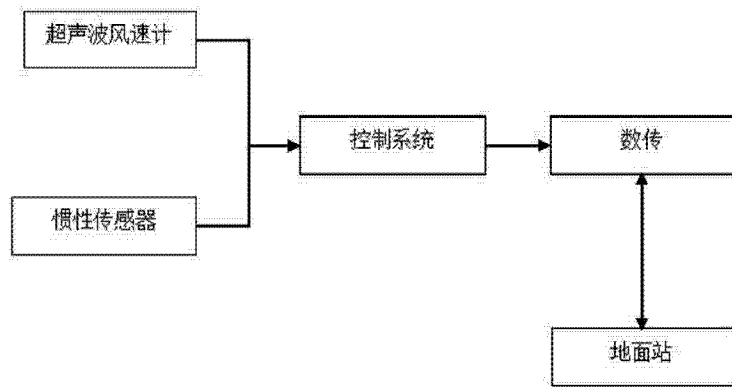 超声波风速计
控制系统
数传
惯性传感器
地面站